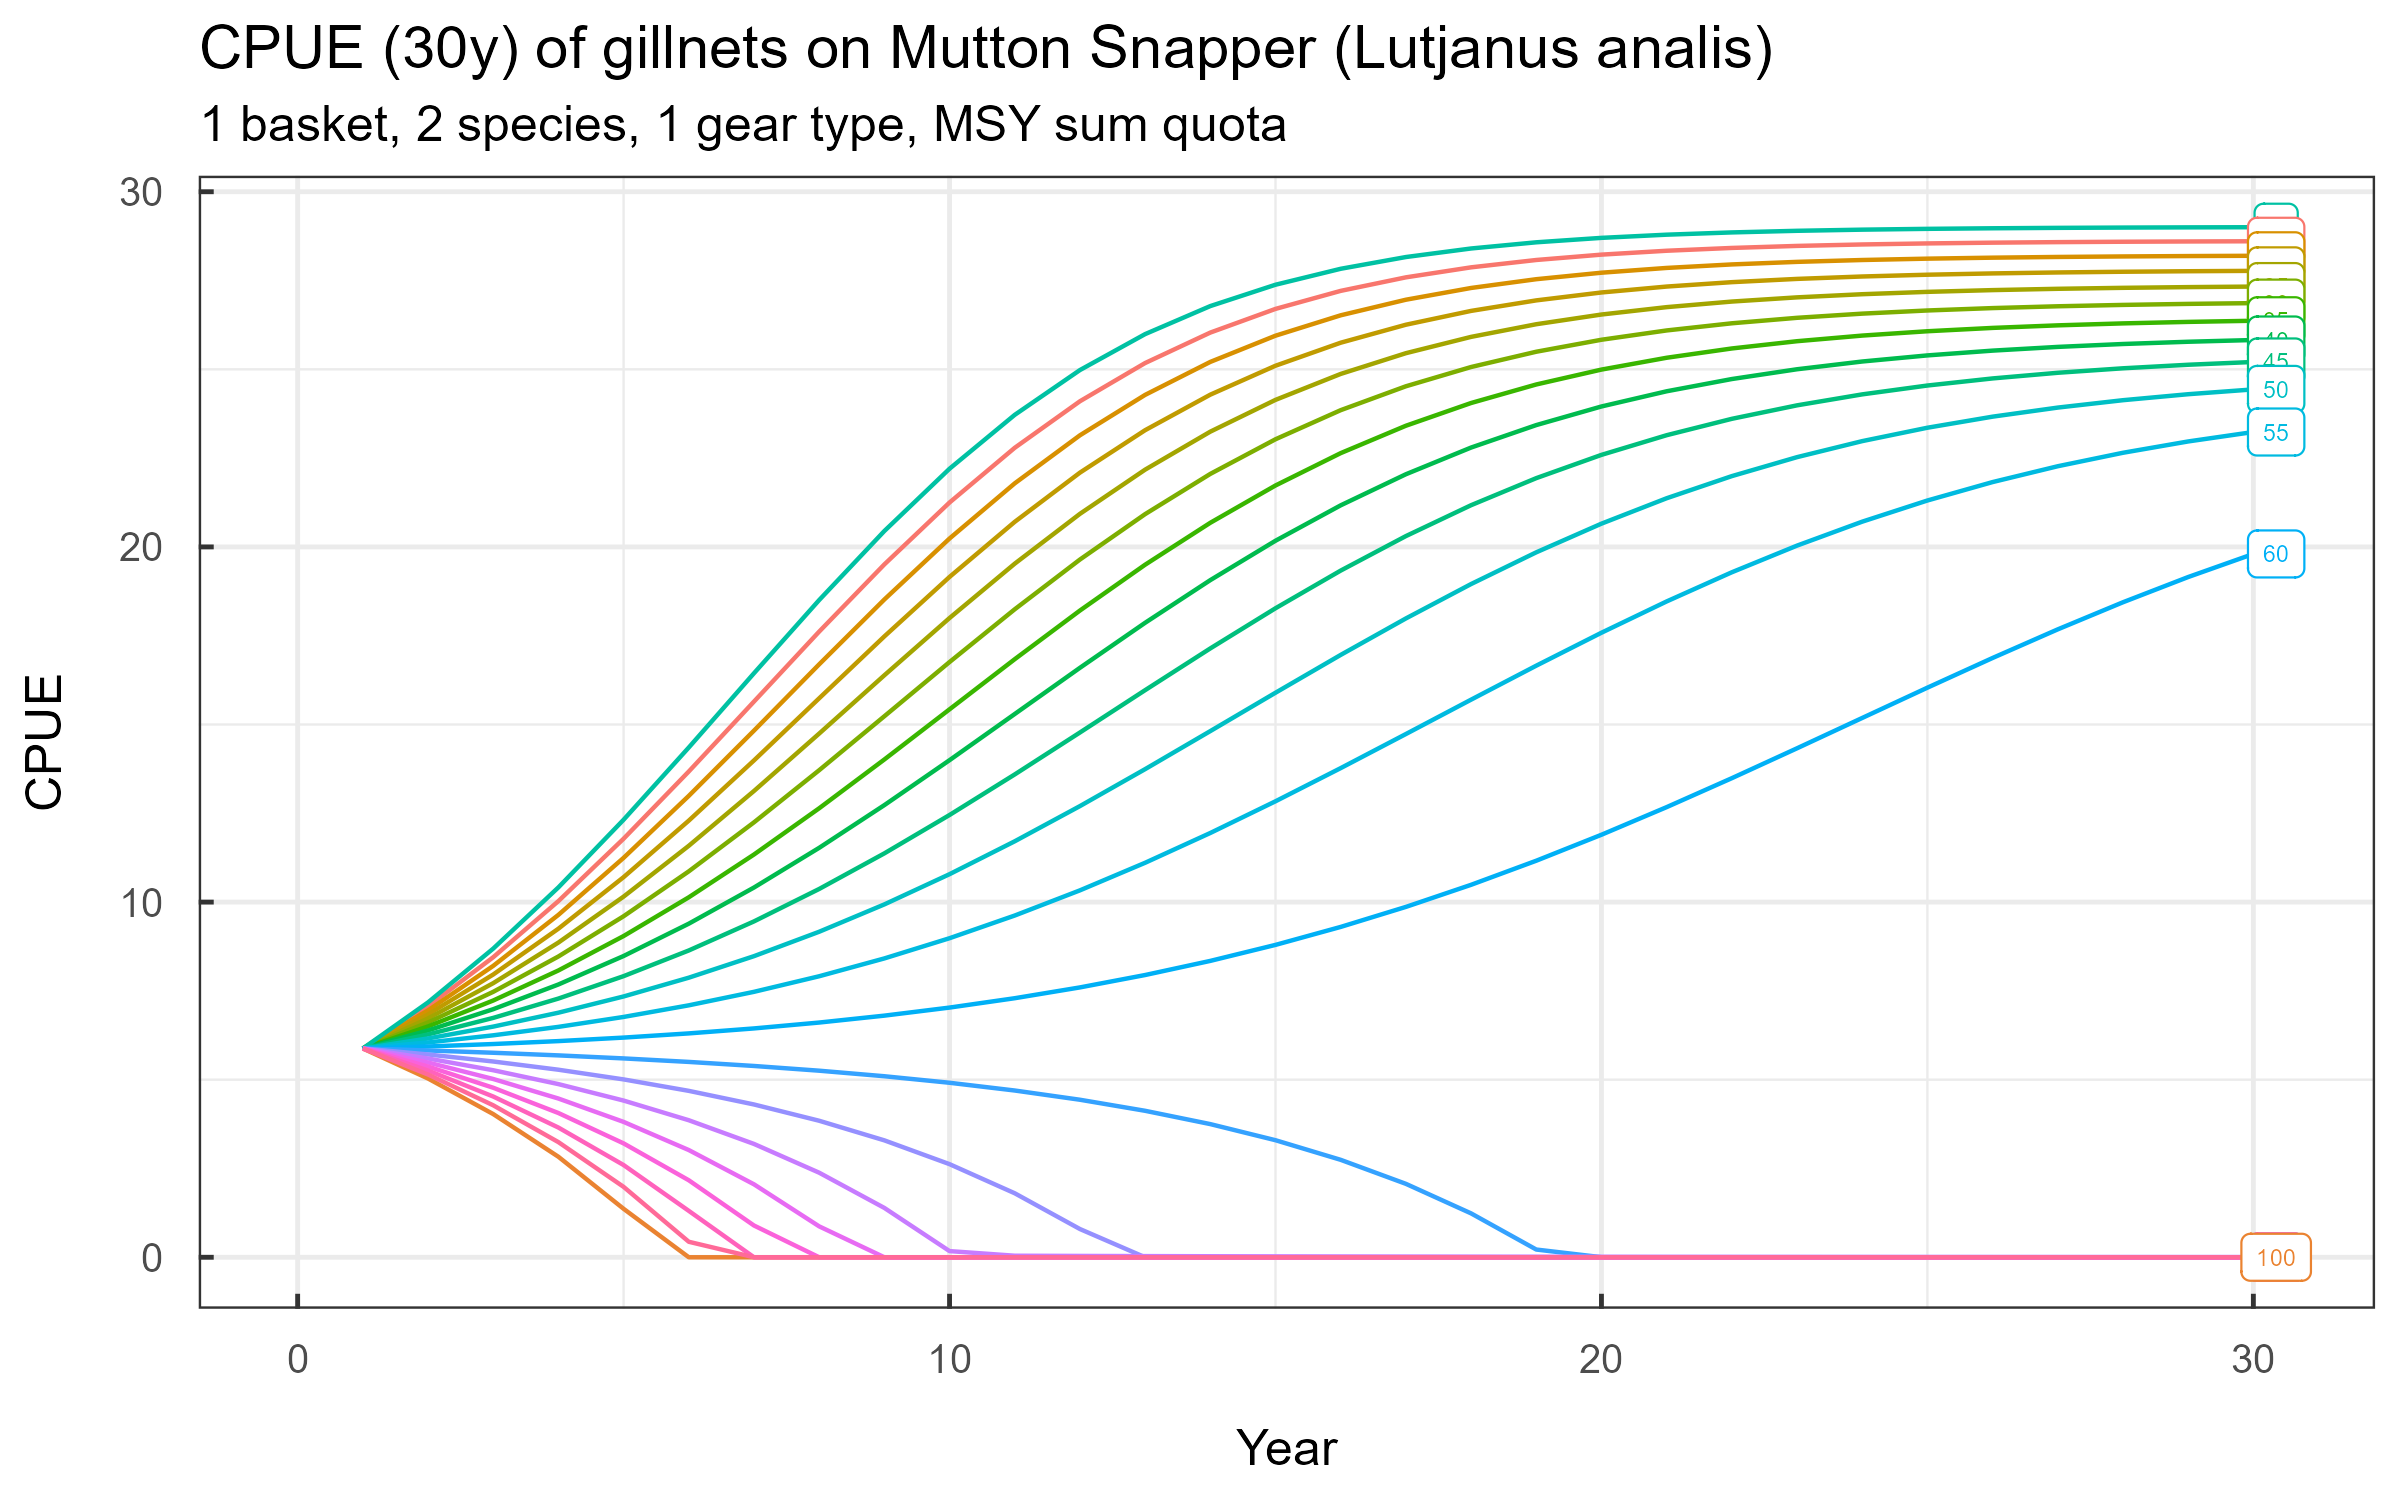 CPUE (30y) of gillnets on Mutton Snapper (Lutjanus analis)
1 basket, 2 species, 1 gear type, MSY sum quota
30
20
10
0
CPUE
45
50
55
60
100
0 10 20 30
Year